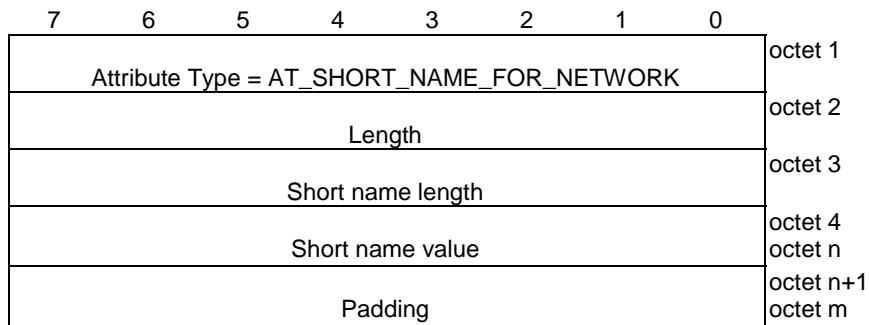 7 6 5 4 3 2 1 0
octet 1
Attribute Type = AT_SHORT_NAME_FOR_NETWORK
octet 2
Length
octet 3
Short name length
octet 4
Short name value octet n
octet n+1
Padding octet m